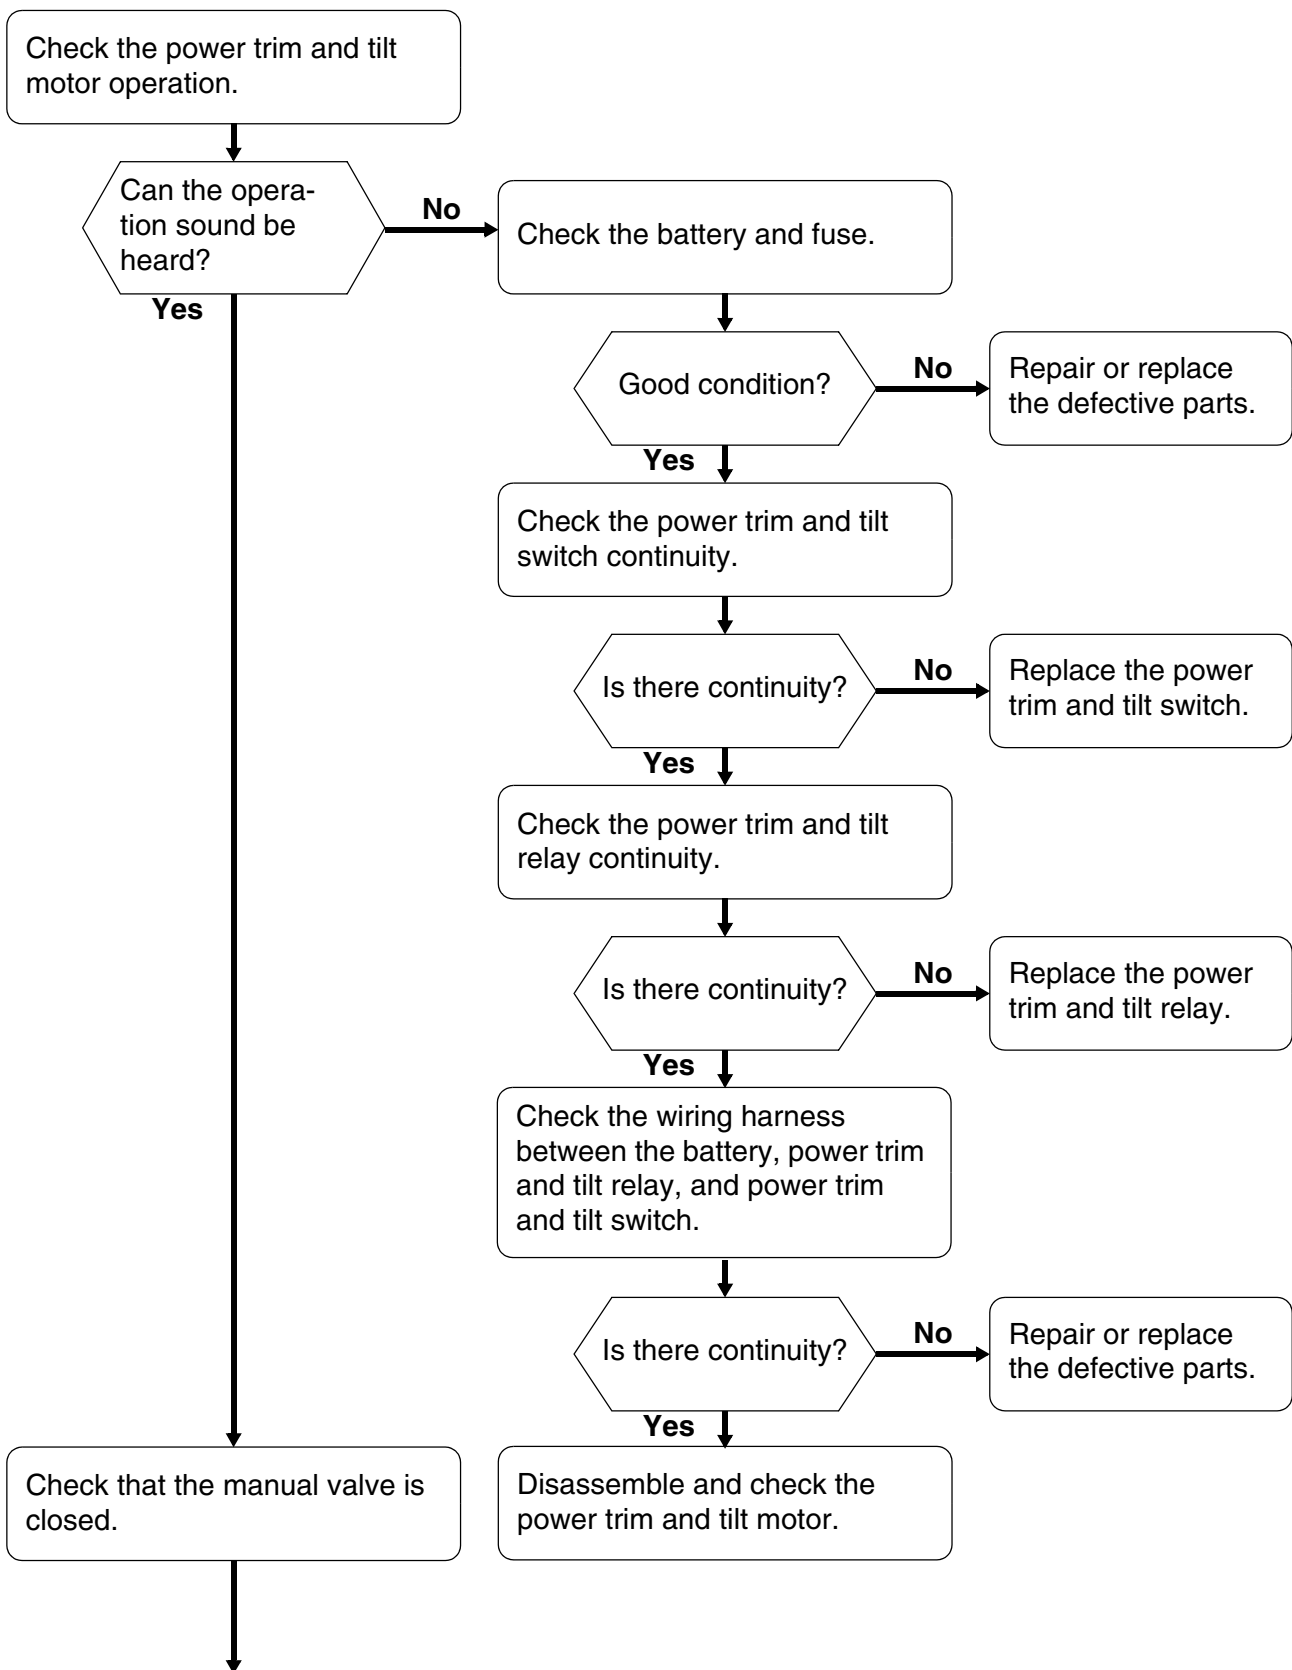 Check the power trim and tilt
motor operation.
Can the opera-
tion sound be
heard?
No
Yes
Check the battery and fuse.
Good condition?
No
Repair or replace
the defective parts.
Yes
Check the power trim and tilt
switch continuity.
Is there continuity?
No
Replace the power
trim and tilt switch.
Yes
Check the power trim and tilt
relay continuity.
Is there continuity?
No
Replace the power
trim and tilt relay.
Yes
Check the wiring harness
between the battery, power trim
and tilt relay, and power trim
and tilt switch.
Is there continuity?
No
Repair or replace
the defective parts.
Yes
Check that the manual valve is
closed.
Disassemble and check the
power trim and tilt motor.